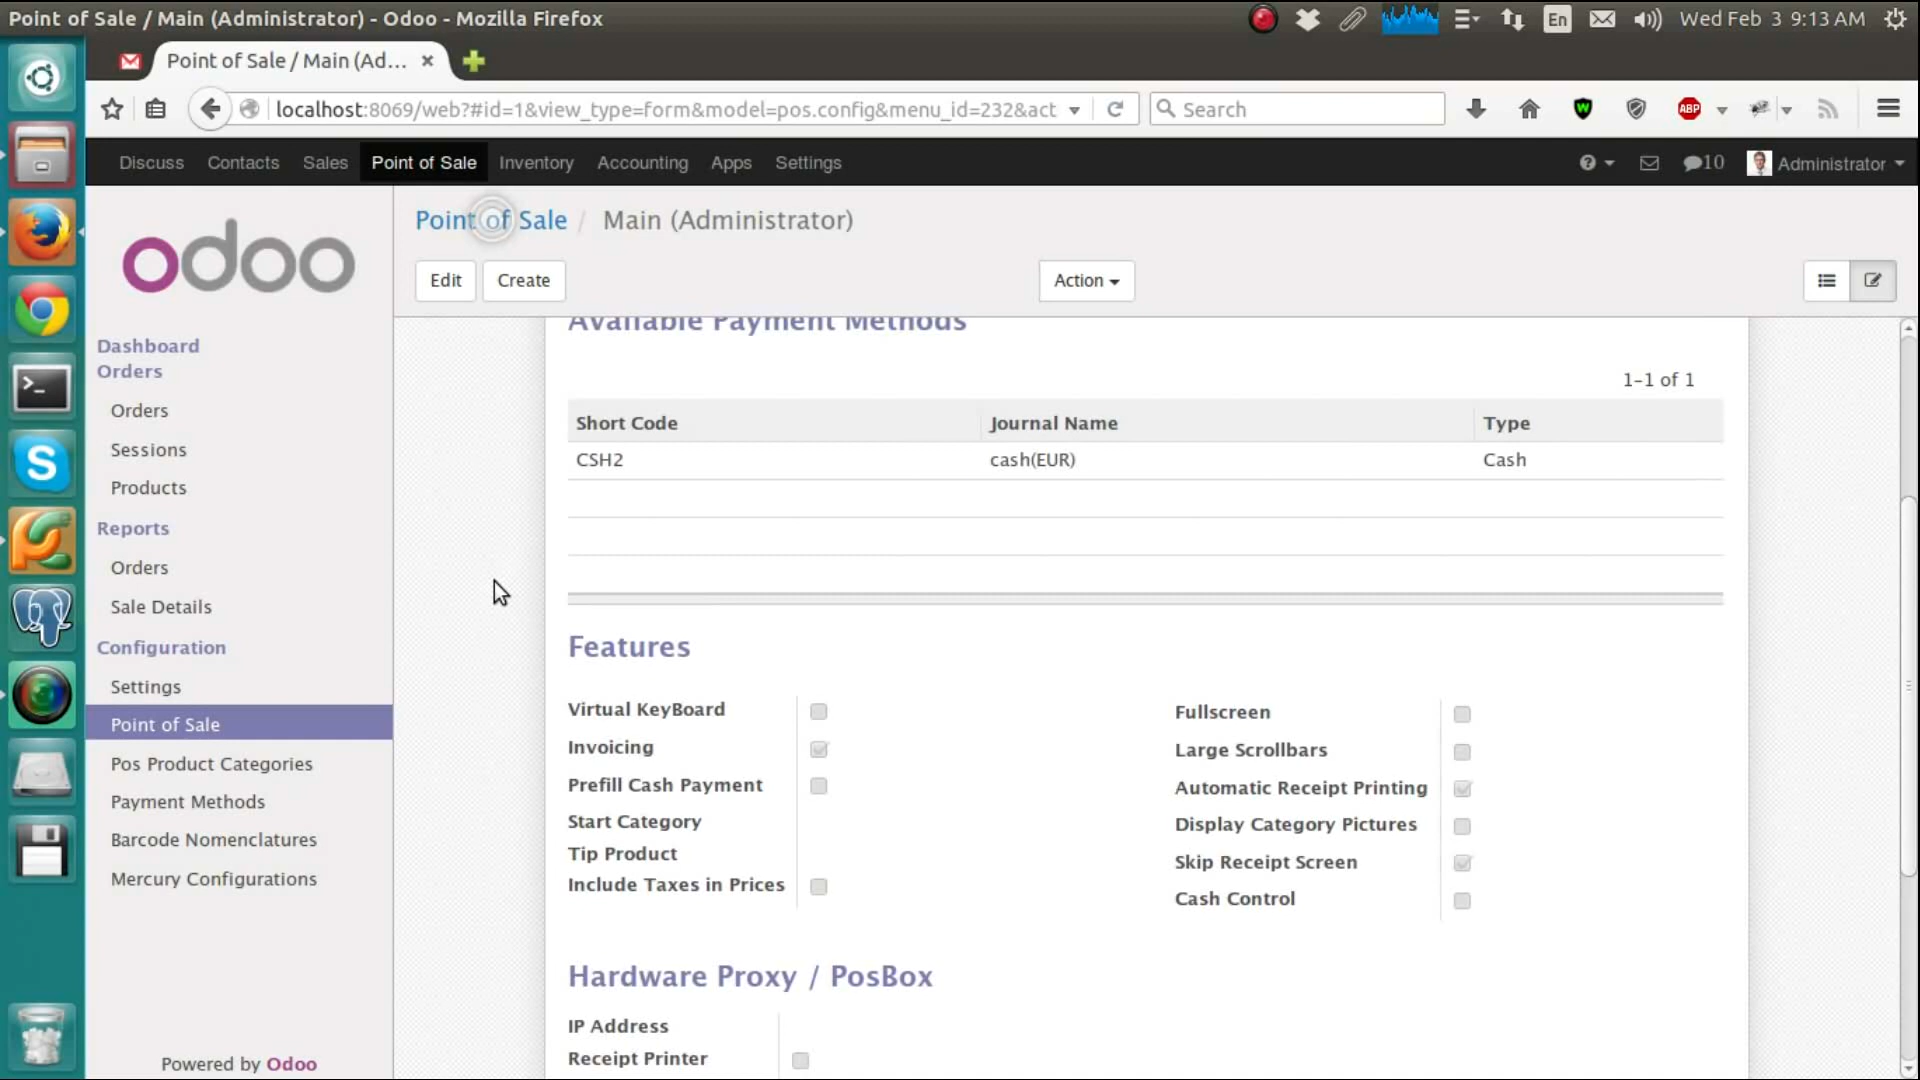 Point of Sale / Main (Administrator) - Odoo - Mozilla Firefox
En
Wed Feb 3 9:13 AM
Point of Sale / Main (Ad...
localhost:8069/web?#id=1&view_type=form&model=pos.config&menu_id=232&act
Search
ABP
Discuss Contacts Sales Point of Sale Inventory Accounting Apps Settings
10
Administrator
odoo
Point of Sale / Main (Administrator)
Edit
Create
Action
Dashboard
Orders
Orders
Sessions
Products
Reports
Orders
Sale Details
Configuration
Settings
Point of Sale
Pos Product Categories
Payment Methods
Barcode Nomenclatures
Mercury Configurations
Powered by Odoo
Available Payment Methods
1-1 of 1
Short Code Journal Name Type
CSH2 cash(EUR) Cash
Features
Virtual KeyBoard
Invoicing
Prefill Cash Payment
Start Category
Tip Product
Include Taxes in Prices
Fullscreen
Large Scrollbars
Automatic Receipt Printing
Display Category Pictures
Skip Receipt Screen
Cash Control
Hardware Proxy / PosBox
IP Address
Receipt Printer